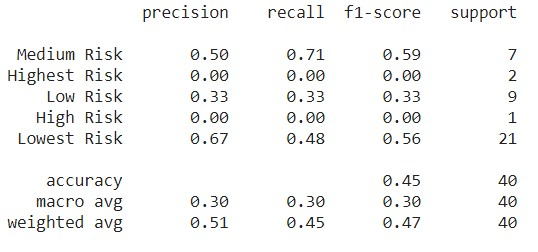 precision recall f1-score support
Medium Risk 0.50 0.71 0.59 7
Highest Risk 0.00 0.00 0.00 2
Low Risk 0.33 0.33 0.33 9
High Risk 0.00 0.00 0.00 1
Lowest Risk 0.67 0.48 0.56 21
accuracy 0.45 40
macro avg 0.30 0.30 0.30 40
weighted avg 0.51 0.45 0.47 40